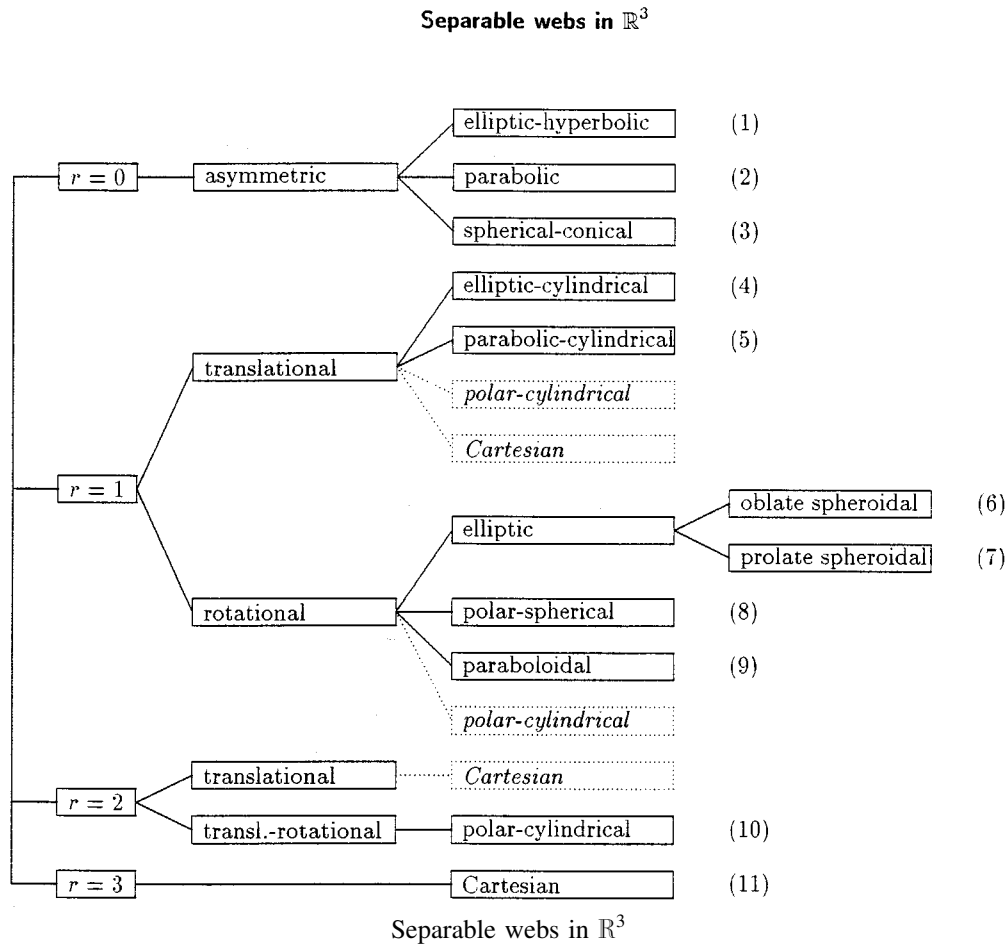 Separable webs in ℝ³
elliptic-hyperbolic (1)
r = 0 asymmetric parabolic (2)
spherical-conical (3)
elliptic-cylindrical (4)
parabolic-cylindrical (5)
translational
polar-cylindrical
Cartesian
r = 1
oblate spheroidal (6)
elliptic
prolate spheroidal (7)
rotational polar-spherical (8)
paraboloidal (9)
polar-cylindrical
translational Cartesian
r = 2
transl.-rotational polar-cylindrical (10)
r = 3 Cartesian (11)
Separable webs in ℝ³